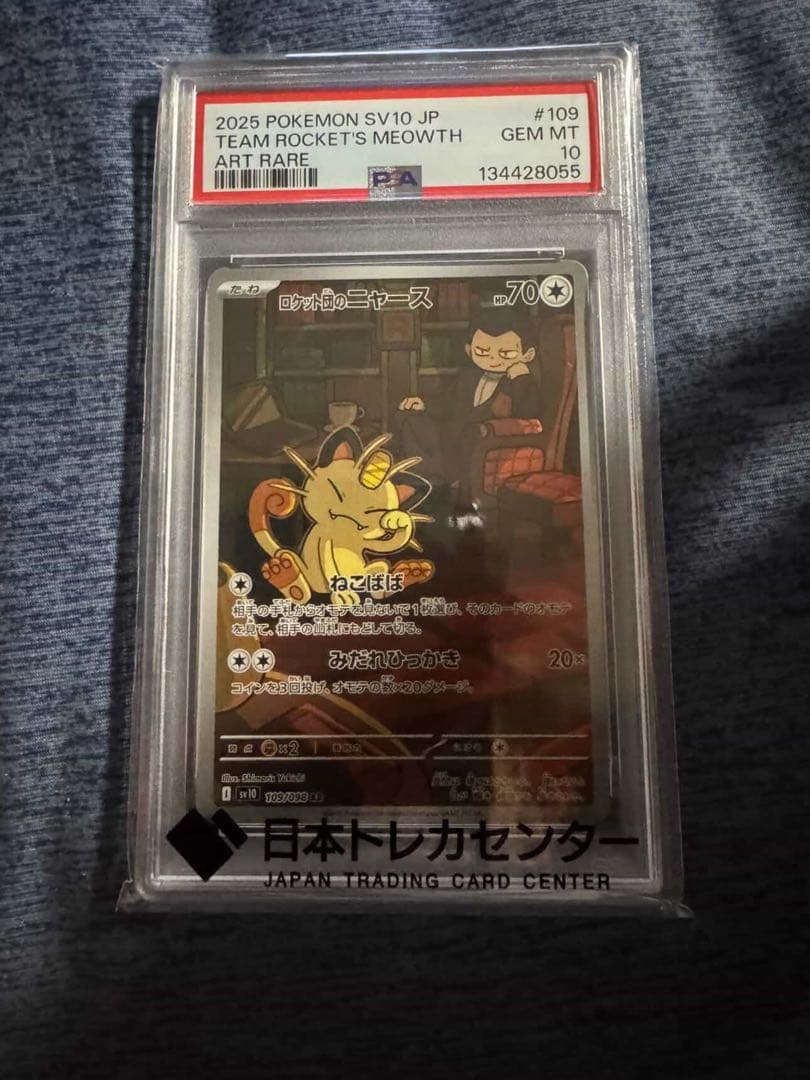 2025 POKEMON SV10 JP #109
TEAM ROCKET'S MEOWTH GEM MT
ART RARE 10
PSA 134428055
たね ロケット団のニャース HP70
ねこばば
相手の手札からオモテを見ないで1枚選び、そのカードのオモテ
を見て、相手の山札にもどして切る。
みだれひっかき 20×
コインを3回投げ、オモテの数×20ダメージ。
×2
Illus.
I sv10 109/098 AR
日本トレカセンター
JAPAN TRADING CARD CENTER